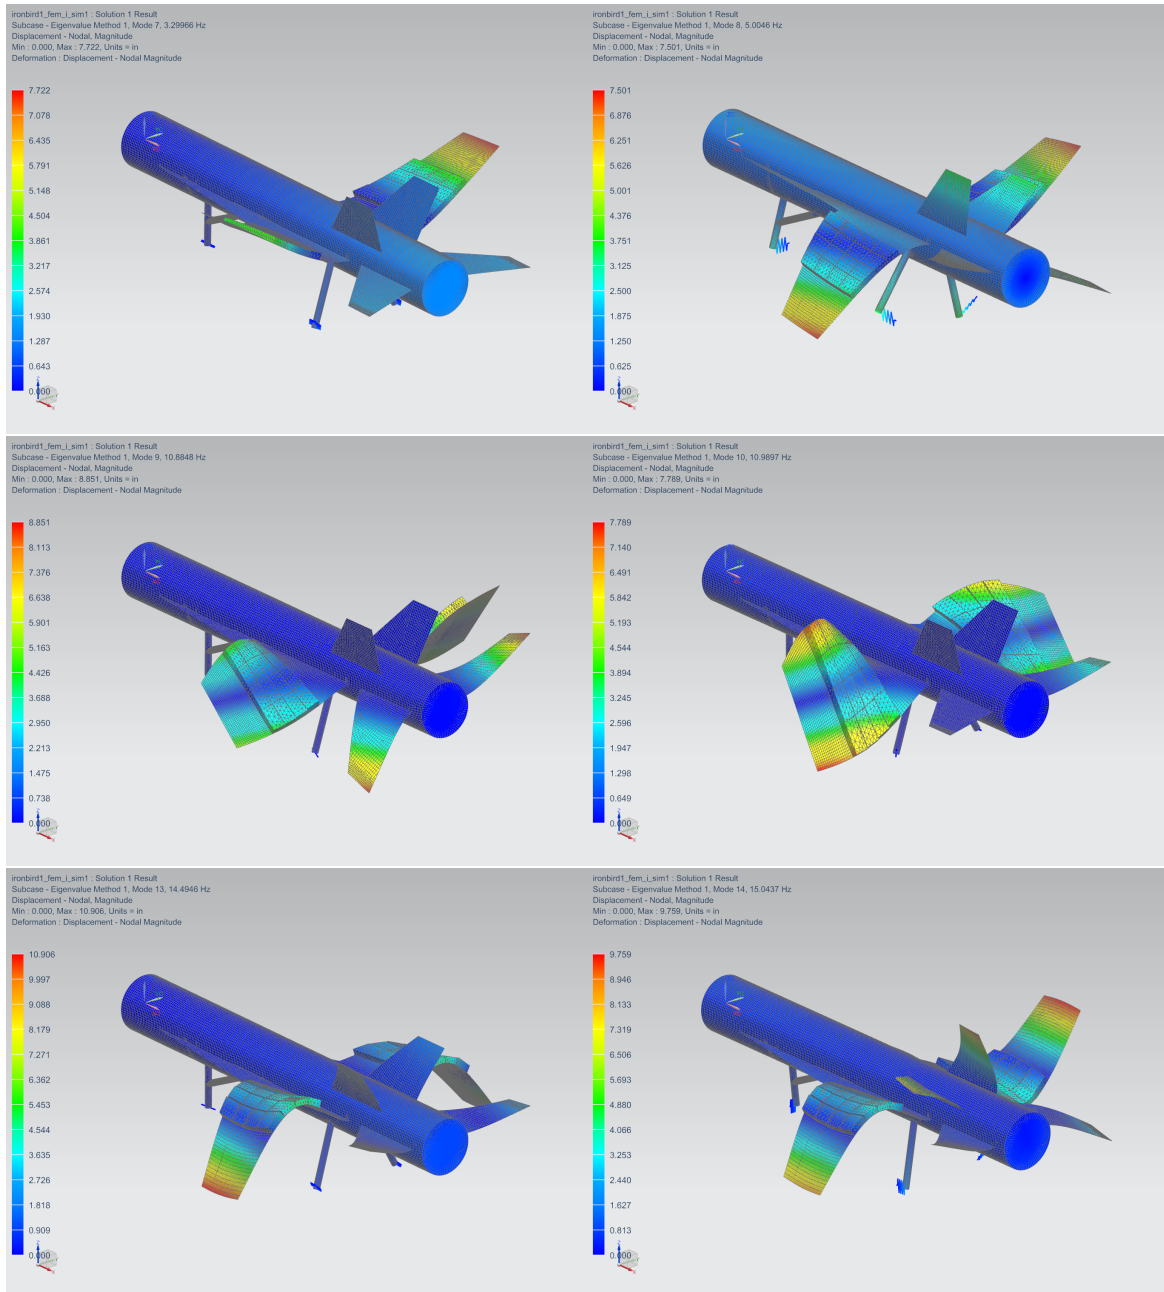 ironbird1_fem_i_sim1 : Solution 1 Result
Subcase - Eigenvalue Method 1, Mode 7, 3.29966 Hz
Displacement - Nodal, Magnitude
Min : 0.000, Max : 7.722, Units = in
Deformation : Displacement - Nodal Magnitude
7.722
7.078
6.435
5.791
5.148
4.504
3.861
3.217
2.574
1.930
1.287
0.643
0.000
ironbird1_fem_i_sim1 : Solution 1 Result
Subcase - Eigenvalue Method 1, Mode 8, 5.0046 Hz
Displacement - Nodal, Magnitude
Min : 0.000, Max : 7.501, Units = in
Deformation : Displacement - Nodal Magnitude
7.501
6.876
6.251
5.626
5.001
4.376
3.751
3.125
2.500
1.875
1.250
0.625
0.000
ironbird1_fem_i_sim1 : Solution 1 Result
Subcase - Eigenvalue Method 1, Mode 9, 10.8848 Hz
Displacement - Nodal, Magnitude
Min : 0.000, Max : 8.851, Units = in
Deformation : Displacement - Nodal Magnitude
8.851
8.113
7.376
6.638
5.901
5.163
4.426
3.688
2.950
2.213
1.475
0.738
0.000
ironbird1_fem_i_sim1 : Solution 1 Result
Subcase - Eigenvalue Method 1, Mode 10, 10.9897 Hz
Displacement - Nodal, Magnitude
Min : 0.000, Max : 7.789, Units = in
Deformation : Displacement - Nodal Magnitude
7.789
7.140
6.491
5.842
5.193
4.544
3.894
3.245
2.596
1.947
1.298
0.649
0.000
ironbird1_fem_i_sim1 : Solution 1 Result
Subcase - Eigenvalue Method 1, Mode 13, 14.4946 Hz
Displacement - Nodal, Magnitude
Min : 0.000, Max : 10.906, Units = in
Deformation : Displacement - Nodal Magnitude
10.906
9.997
9.088
8.179
7.271
6.362
5.453
4.544
3.635
2.726
1.818
0.909
0.000
ironbird1_fem_i_sim1 : Solution 1 Result
Subcase - Eigenvalue Method 1, Mode 14, 15.0437 Hz
Displacement - Nodal, Magnitude
Min : 0.000, Max : 9.759, Units = in
Deformation : Displacement - Nodal Magnitude
9.759
8.946
8.133
7.319
6.506
5.693
4.880
4.066
3.253
2.440
1.627
0.813
0.000